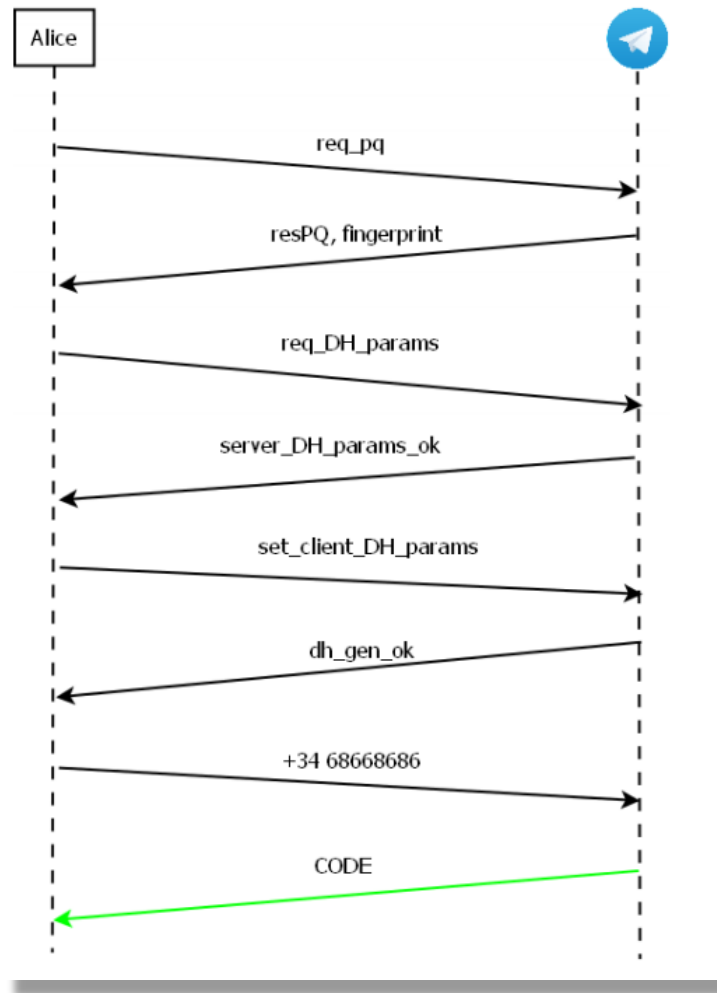 Alice
req_pq
resPQ, fingerprint
req_DH_params
server_DH_params_ok
set_client_DH_params
dh_gen_ok
+34 68668686
CODE